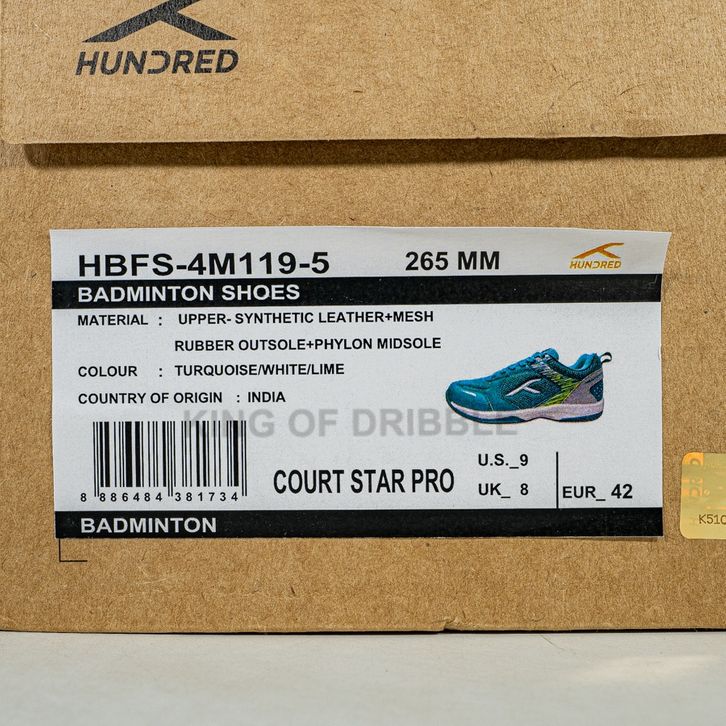 HUNDRED
HBFS-4M119-5 265 MM HUNDRED
BADMINTON SHOES
MATERIAL : UPPER- SYNTHETIC LEATHER+MESH
RUBBER OUTSOLE+PHYLON MIDSOLE
COLOUR : TURQUOISE/WHITE/LIME
COUNTRY OF ORIGIN : INDIA
KING OF DRIBBLE
8 886484 381734
COURT STAR PRO
U.S._9
UK_ 8
EUR_ 42
BADMINTON
K510